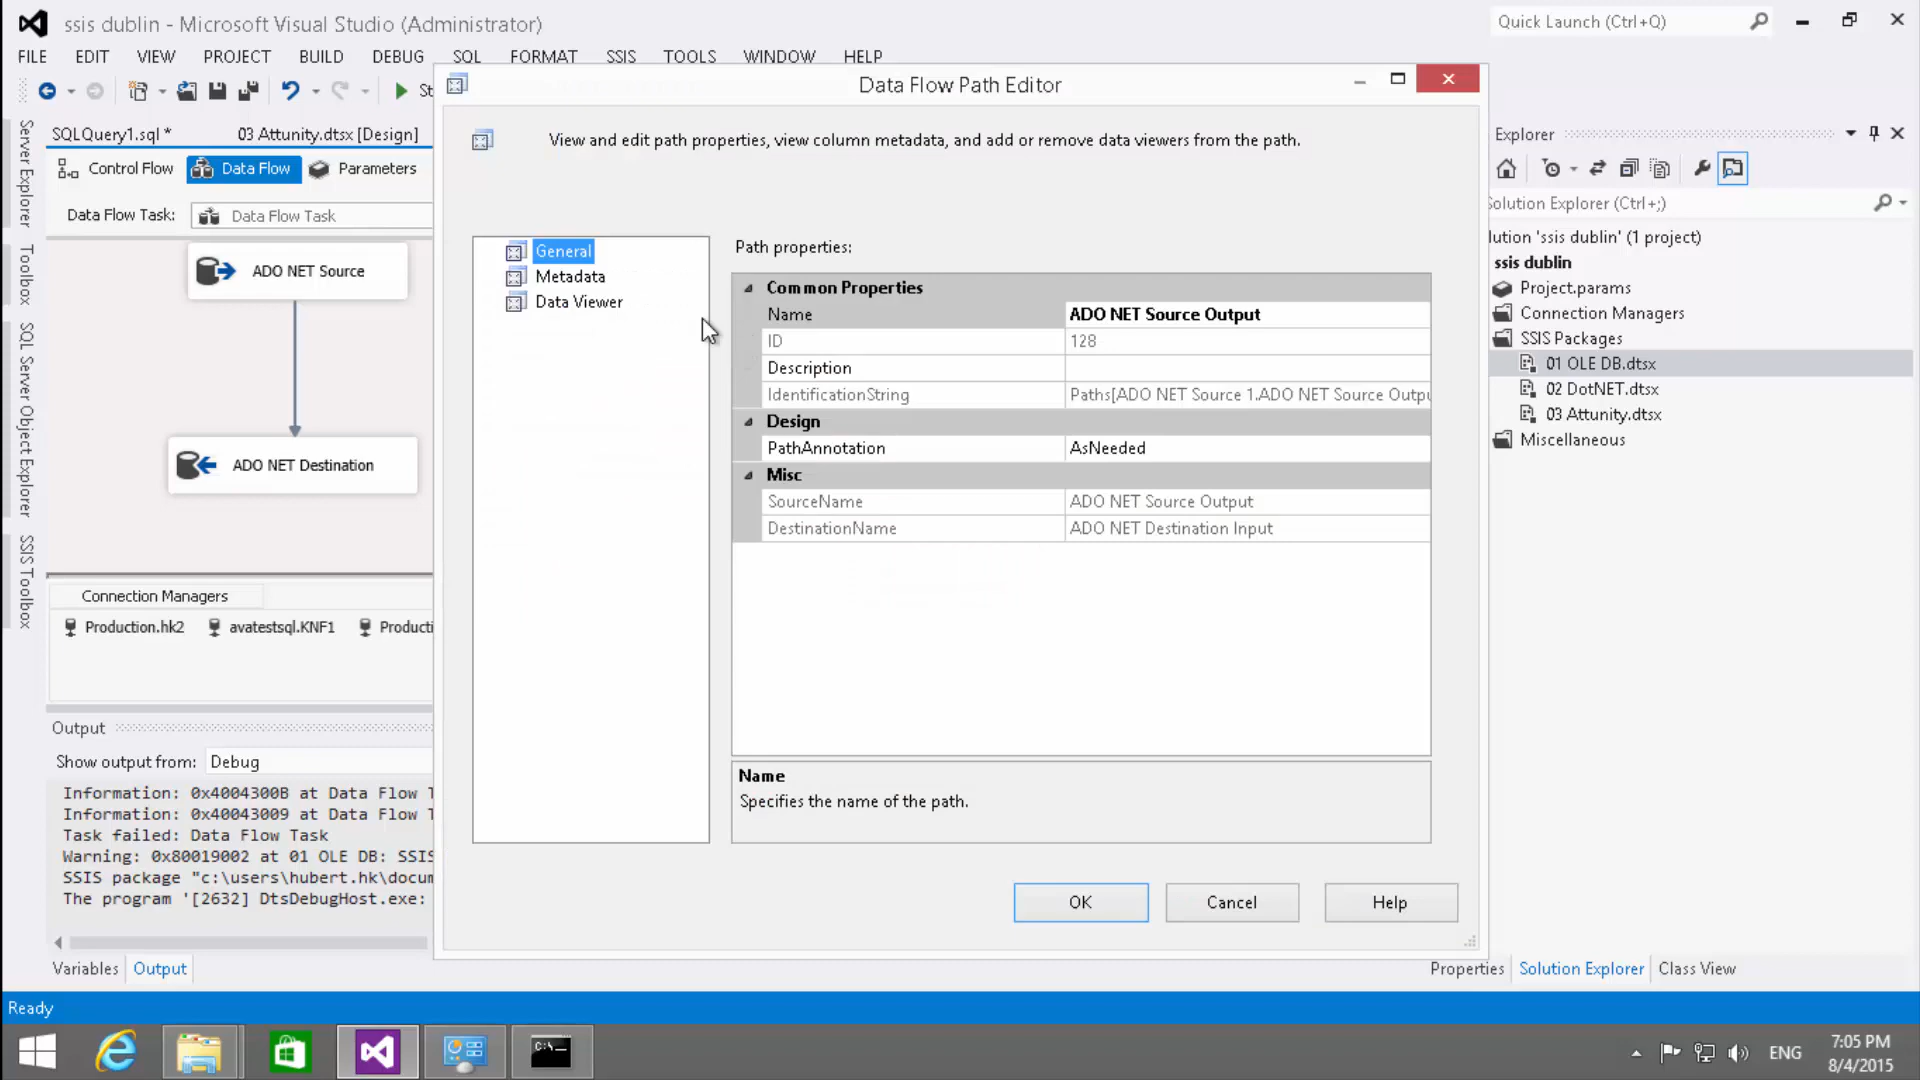 ssis dublin - Microsoft Visual Studio (Administrator)
Quick Launch (Ctrl+Q)
FILE EDIT VIEW PROJECT BUILD DEBUG SQL FORMAT SSIS TOOLS WINDOW HELP
Data Flow Path Editor
View and edit path properties, view column metadata, and add or remove data viewers from the path.
SQLQuery1.sql *
03 Attunity.dtsx [Design]
Control Flow
Data Flow
Parameters
Data Flow Task:
Data Flow Task
Server Explorer
Toolbox
SQL Server Object Explorer
SSIS Toolbox
ADO NET Source
ADO NET Destination
Connection Managers
Production.hk2
avatestsql.KNF1
Output
Show output from:
Debug
Information: 0x4004300B at Data Flow
Information: 0x40043009 at Data Flow
Task failed: Data Flow Task
Warning: 0x80019002 at 01 OLE DB: SSIS
SSIS package "c:\users\hubert.hk\docum
The program '[2632] DtsDebugHost.exe:
Variables
Output
General
Metadata
Data Viewer
Path properties:
Common Properties
Name
ADO NET Source Output
ID
128
Description
IdentificationString
Paths[ADO NET Source 1.ADO NET Source Outpu
Design
PathAnnotation
AsNeeded
Misc
SourceName
ADO NET Source Output
DestinationName
ADO NET Destination Input
Name
Specifies the name of the path.
OK
Cancel
Help
Explorer
Solution Explorer (Ctrl+;)
'ssis dublin' (1 project)
ssis dublin
Project.params
Connection Managers
SSIS Packages
01 OLE DB.dtsx
02 DotNET.dtsx
03 Attunity.dtsx
Miscellaneous
Properties
Solution Explorer
Class View
Ready
C:\
ENG
7:05 PM
8/4/2015